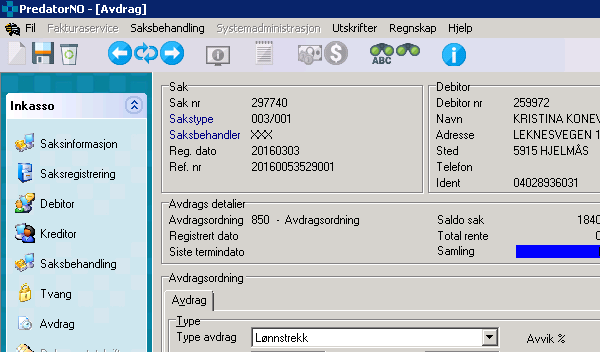 PredatorNO - [Avdrag]
Fil Fakturaservice Saksbehandling Systemadministrasjon Utskrifter Regnskap Hjelp
ABC
Inkasso
Saksinformasjon
Saksregistrering
Debitor
Kreditor
Saksbehandling
Tvang
Avdrag
Sak
Sak nr 297740
Sakstype 003/001
Saksbehandler XXX
Reg. dato 20160303
Ref. nr 20160053529001
Debitor
Debitor nr 259972
Navn KRISTINA KONEV
Adresse LEKNESVEGEN 1
Sted 5915 HJELMÅS
Telefon
Ident 04028936031
Avdrags detalier
Avdragsordning 850 - Avdragsordning
Registrert dato
Siste termindato
Saldo sak 1840
Total rente 0
Samling
Avdragsordning
Avdrag
Type
Type avdrag Lønnstrekk
Avvik %